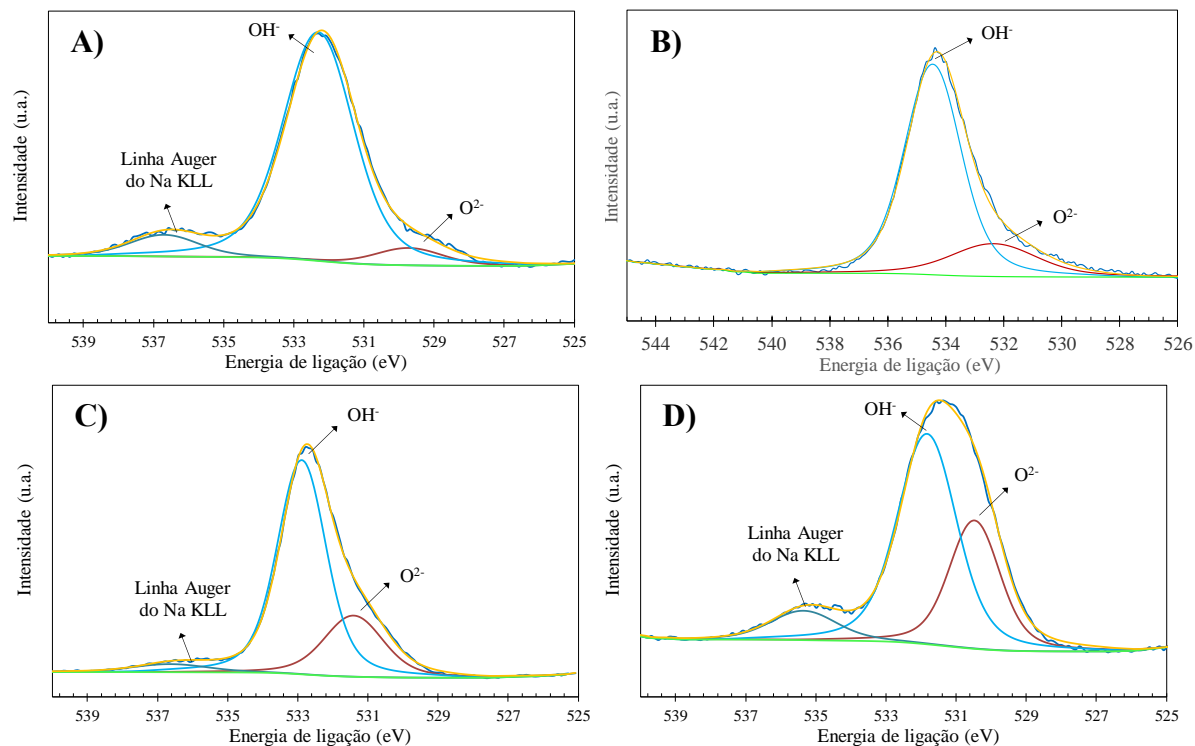 A)
OH-
Linha Auger
do Na KLL
O2-
Intensidade (u.a.)
539 537 535 533 531 529 527 525
Energia de ligação (eV)
B)
OH-
O2-
Intensidade (u.a.)
544 542 540 538 536 534 532 530 528 526
Energia de ligação (eV)
C)
OH-
Linha Auger
do Na KLL
O2-
Intensidade (u.a.)
539 537 535 533 531 529 527 525
Energia de ligação (eV)
D)
OH-
Linha Auger
do Na KLL
O2-
Intensidade (u.a.)
539 537 535 533 531 529 527 525
Energia de ligação (eV)